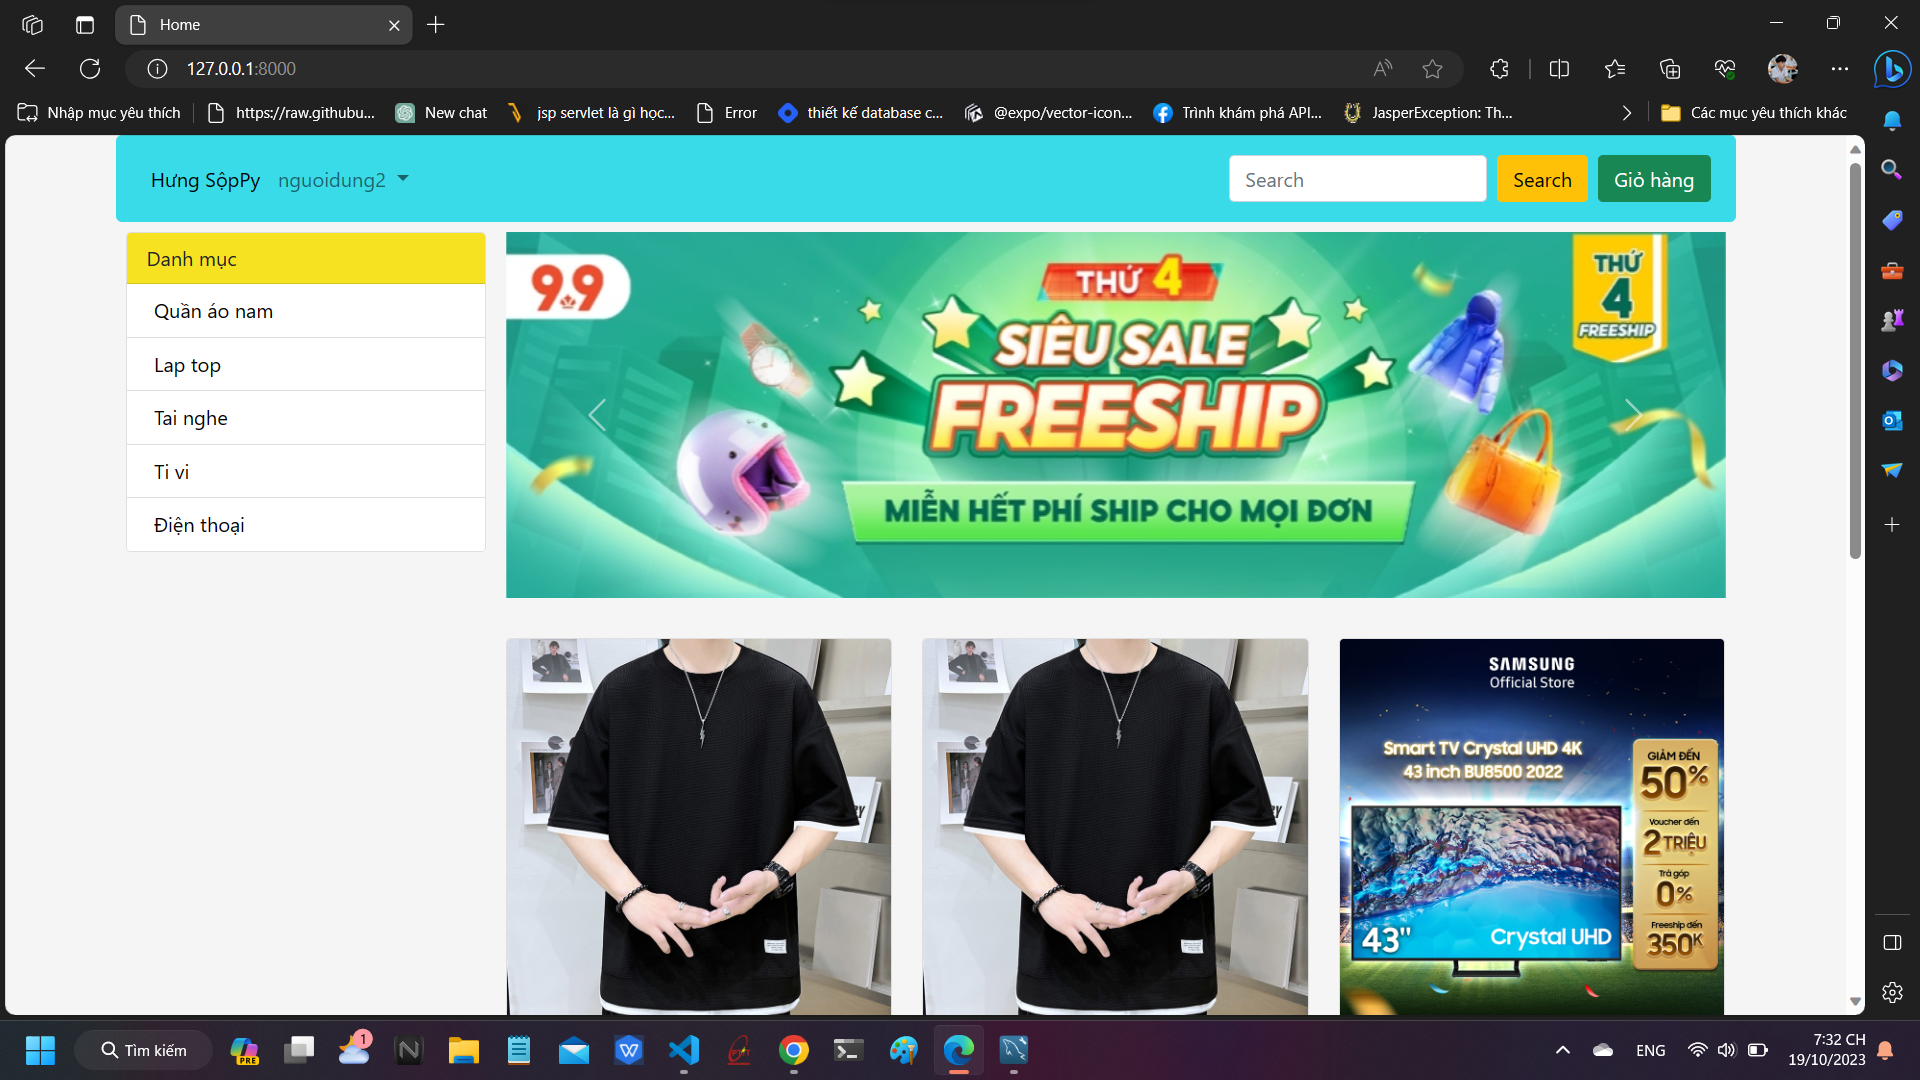 Home
127.0.0.1:8000
Nhập mục yêu thích
https://raw.githubu...
New chat
jsp servlet là gì học...
Error
thiết kế database c...
@expo/vector-icon...
Trình khám phá API...
JasperException: Th...
Các mục yêu thích khác
Hưng SộpPy nguoidung2
Search
Search
Giỏ hàng
Danh mục
Quần áo nam
Lap top
Tai nghe
Ti vi
Điện thoại
9.9
THỨ 4
SIÊU SALE
FREESHIP
MIỄN HẾT PHÍ SHIP CHO MỌI ĐƠN
THỨ
4
FREESHIP
SAMSUNG
Official Store
Smart TV Crystal UHD 4K
43 inch BU8500 2022
GIẢM ĐẾN
50%
Voucher đến
2 TRIỆU
Trả góp
0%
Freeship đến
350K
43"
Crystal UHD
Tìm kiếm
PRE
1
ENG
7:32 CH
19/10/2023